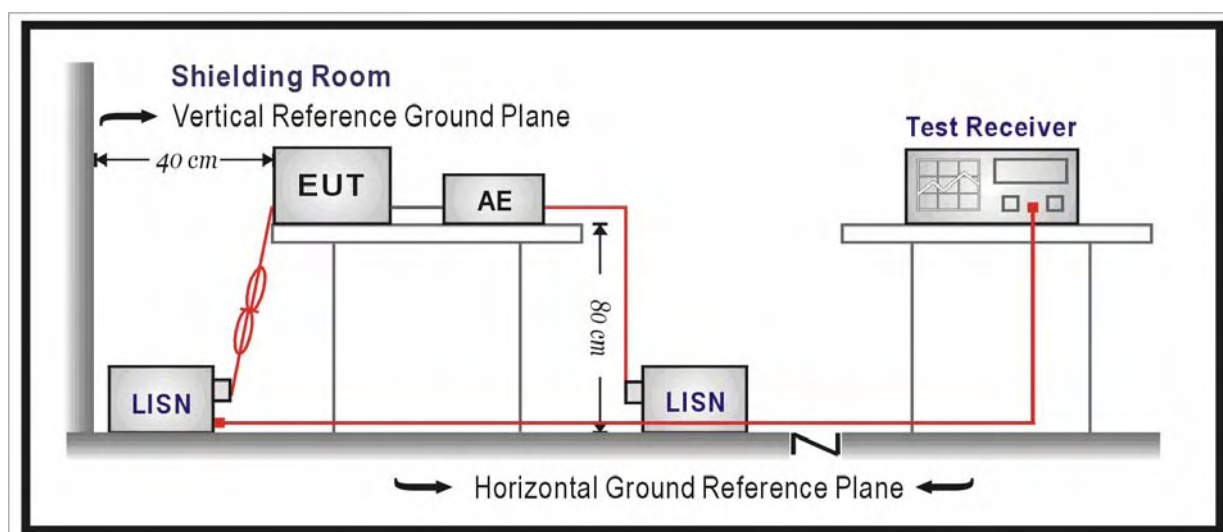 Shielding Room
Vertical Reference Ground Plane
40 cm
EUT
AE
Test Receiver
80 cm
LISN
LISN
Horizontal Ground Reference Plane